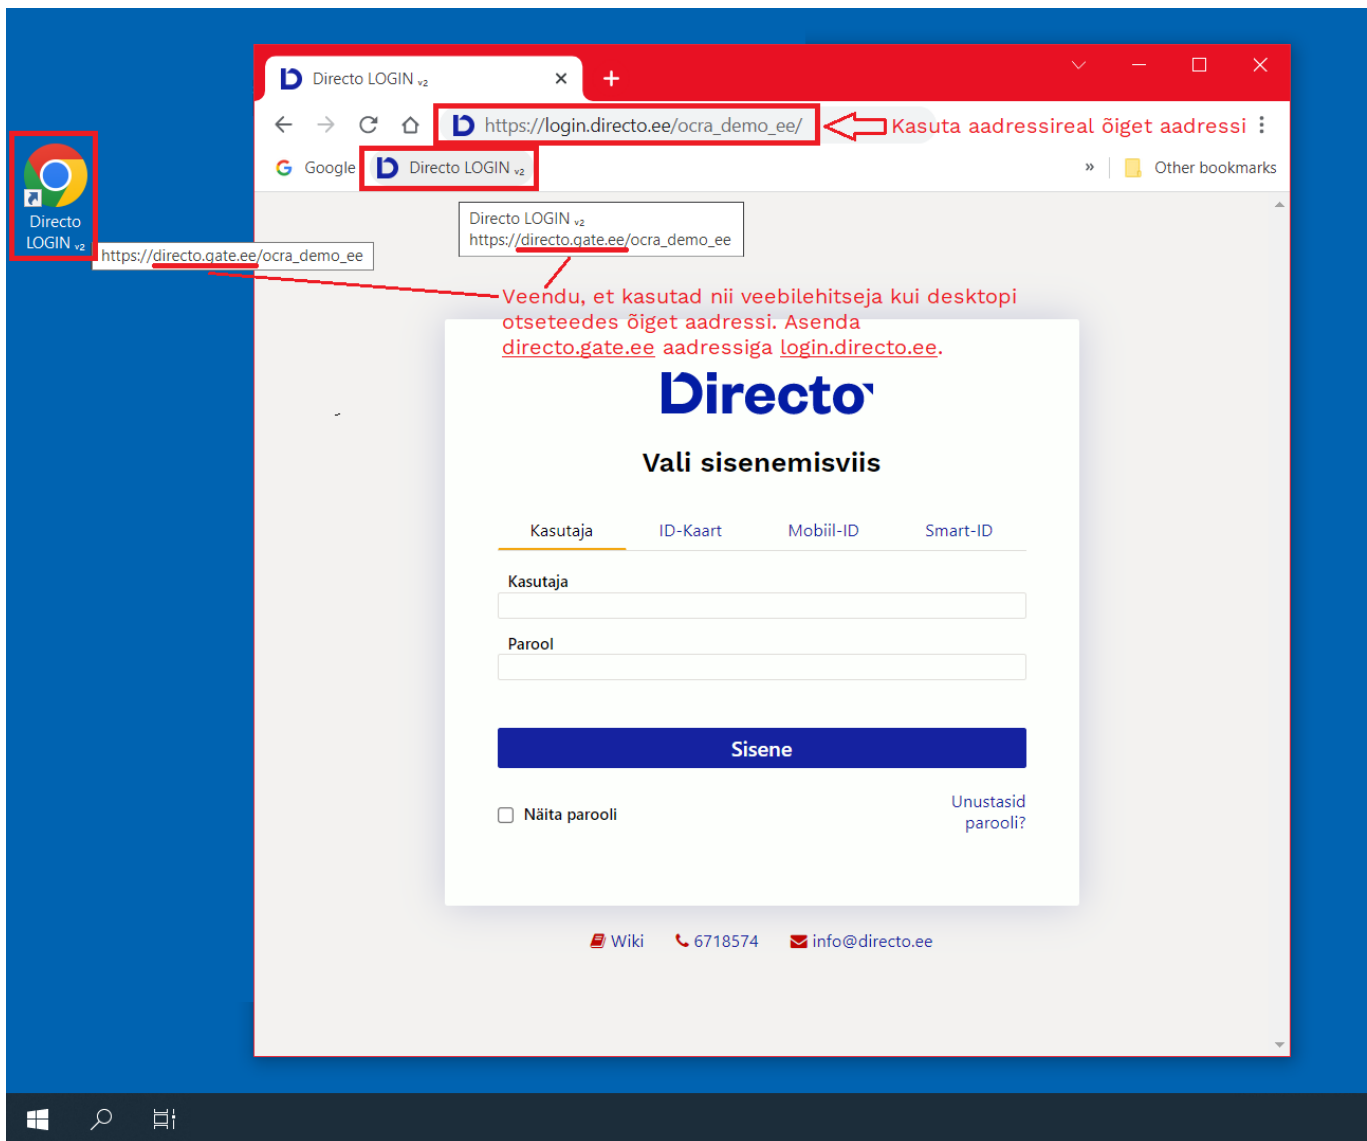 Directo LOGIN v2
https://login.directo.ee/ocra_demo_ee/
Kasuta aadressireal õiget aadressi
Google
Directo LOGIN v2
»
Other bookmarks
Directo
LOGIN v2
https://directo.gate.ee/ocra_demo_ee
Directo LOGIN v2
https://directo.gate.ee/ocra_demo_ee
Veendu, et kasutad nii veebilehitseja kui desktopi
otseteedes õiget aadressi. Asenda
directo.gate.ee aadressiga login.directo.ee.
Directo
Vali sisenemisviis
Kasutaja ID-Kaart Mobiil-ID Smart-ID
Kasutaja
Parool
Sisene
Näita parooli
Unustasid
parooli?
Wiki 6718574 info@directo.ee